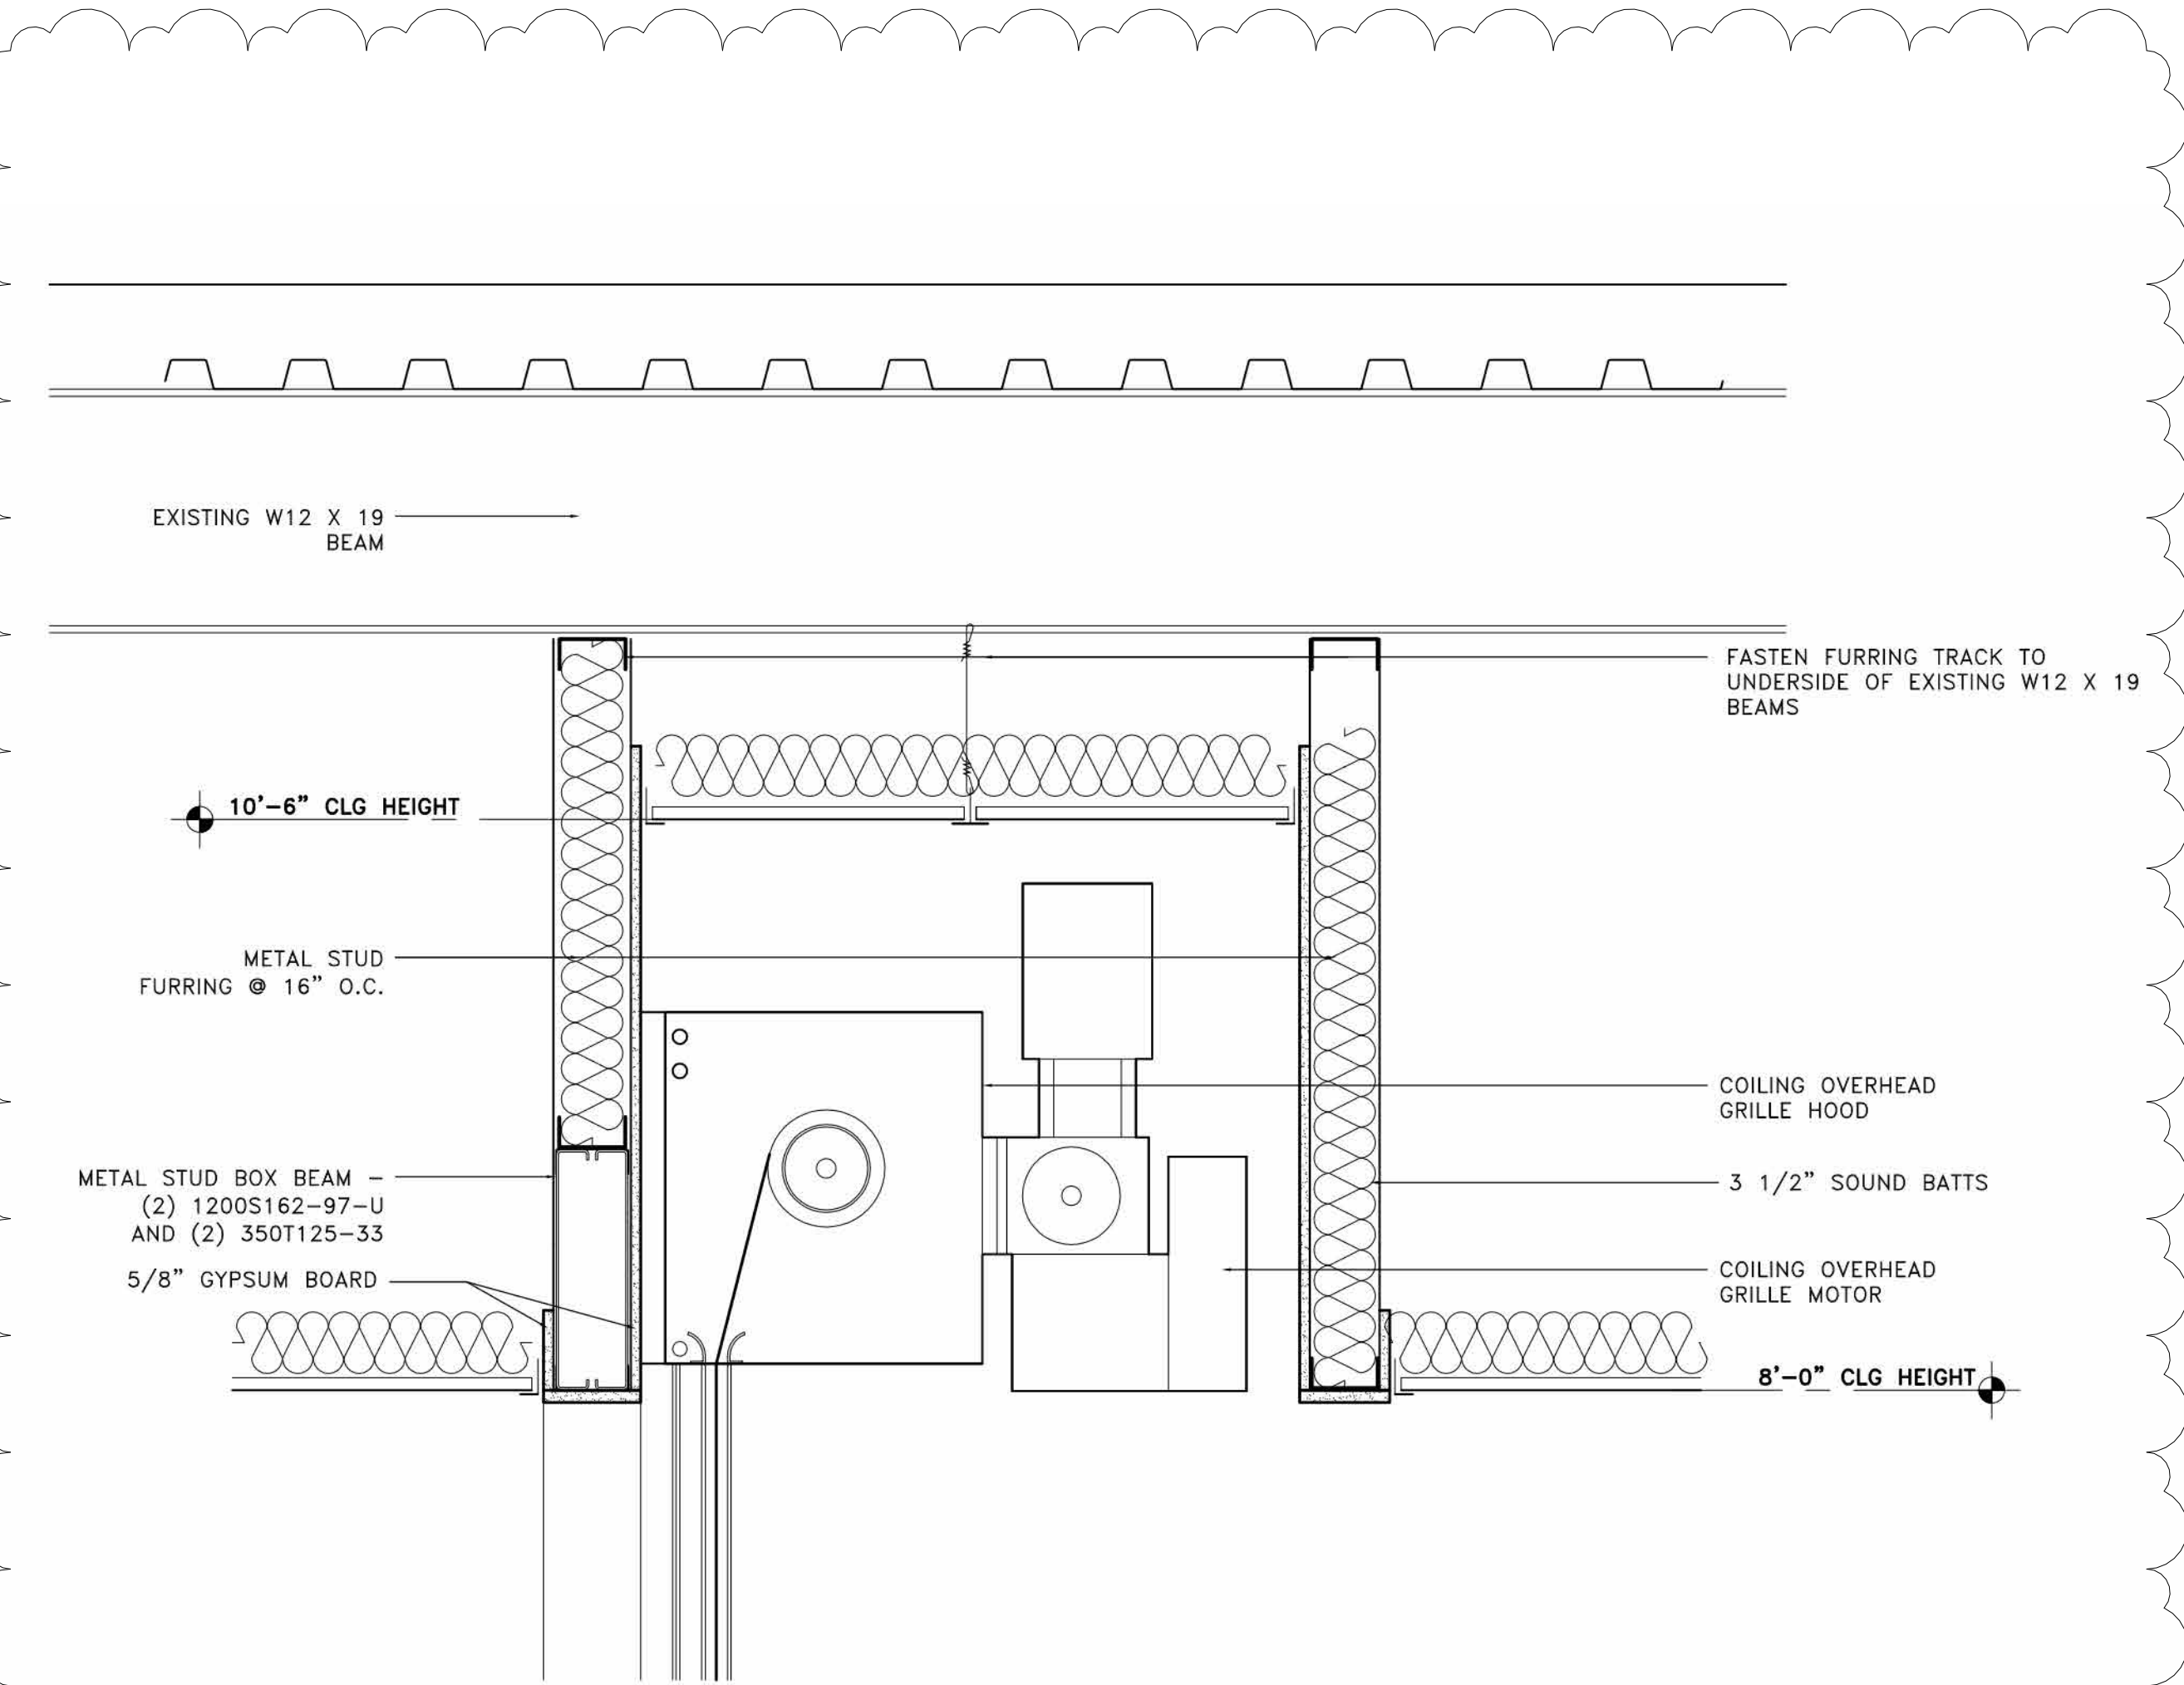 EXISTING W12 X 19
BEAM
FASTEN FURRING TRACK TO
UNDERSIDE OF EXISTING W12 X 19
BEAMS
10'-6" CLG HEIGHT
METAL STUD
FURRING @ 16" O.C.
COILING OVERHEAD
GRILLE HOOD
METAL STUD BOX BEAM –
(2) 1200S162-97-U
AND (2) 350T125-33
3 1/2" SOUND BATTS
5/8" GYPSUM BOARD
COILING OVERHEAD
GRILLE MOTOR
8'-0" CLG HEIGHT